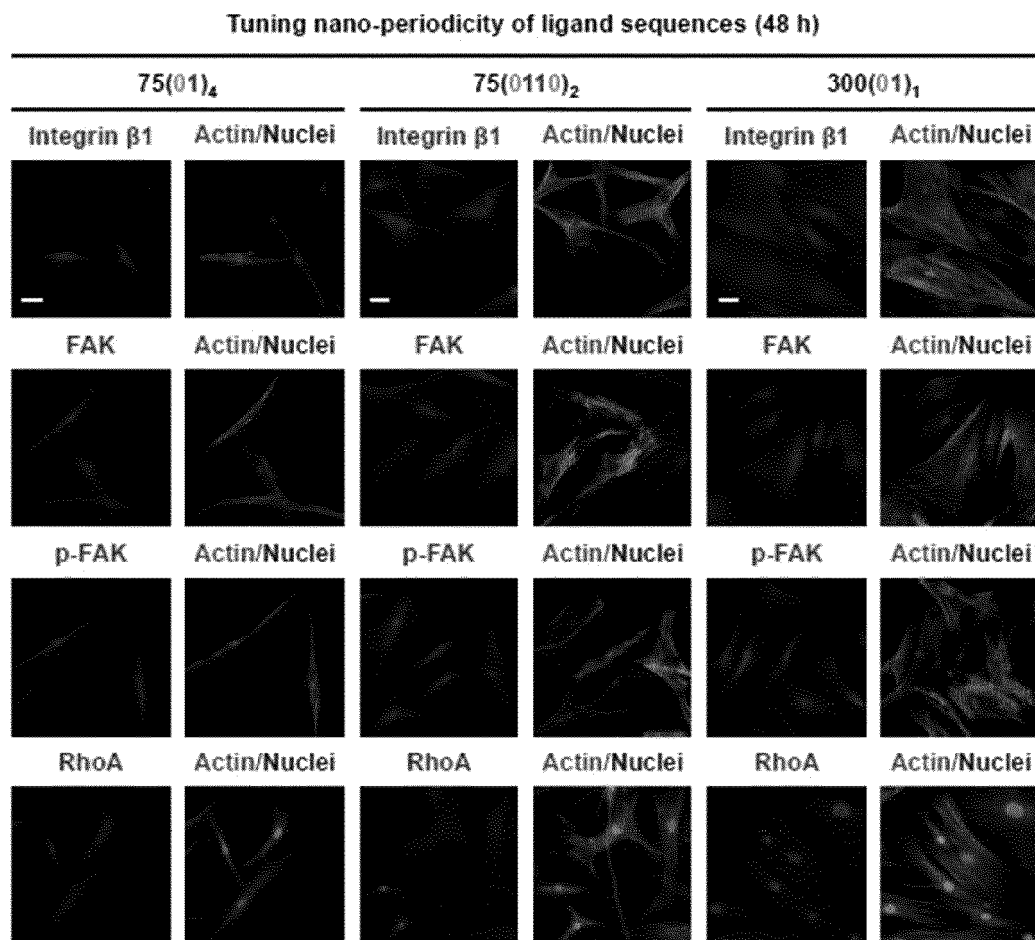 Tuning nano-periodicity of ligand sequences (48 h)
75(01)₄ 75(0110)₂ 300(01)₁
Integrin β1 Actin/Nuclei Integrin β1 Actin/Nuclei Integrin β1 Actin/Nuclei
FAK Actin/Nuclei FAK Actin/Nuclei FAK Actin/Nuclei
p-FAK Actin/Nuclei p-FAK Actin/Nuclei p-FAK Actin/Nuclei
RhoA Actin/Nuclei RhoA Actin/Nuclei RhoA Actin/Nuclei